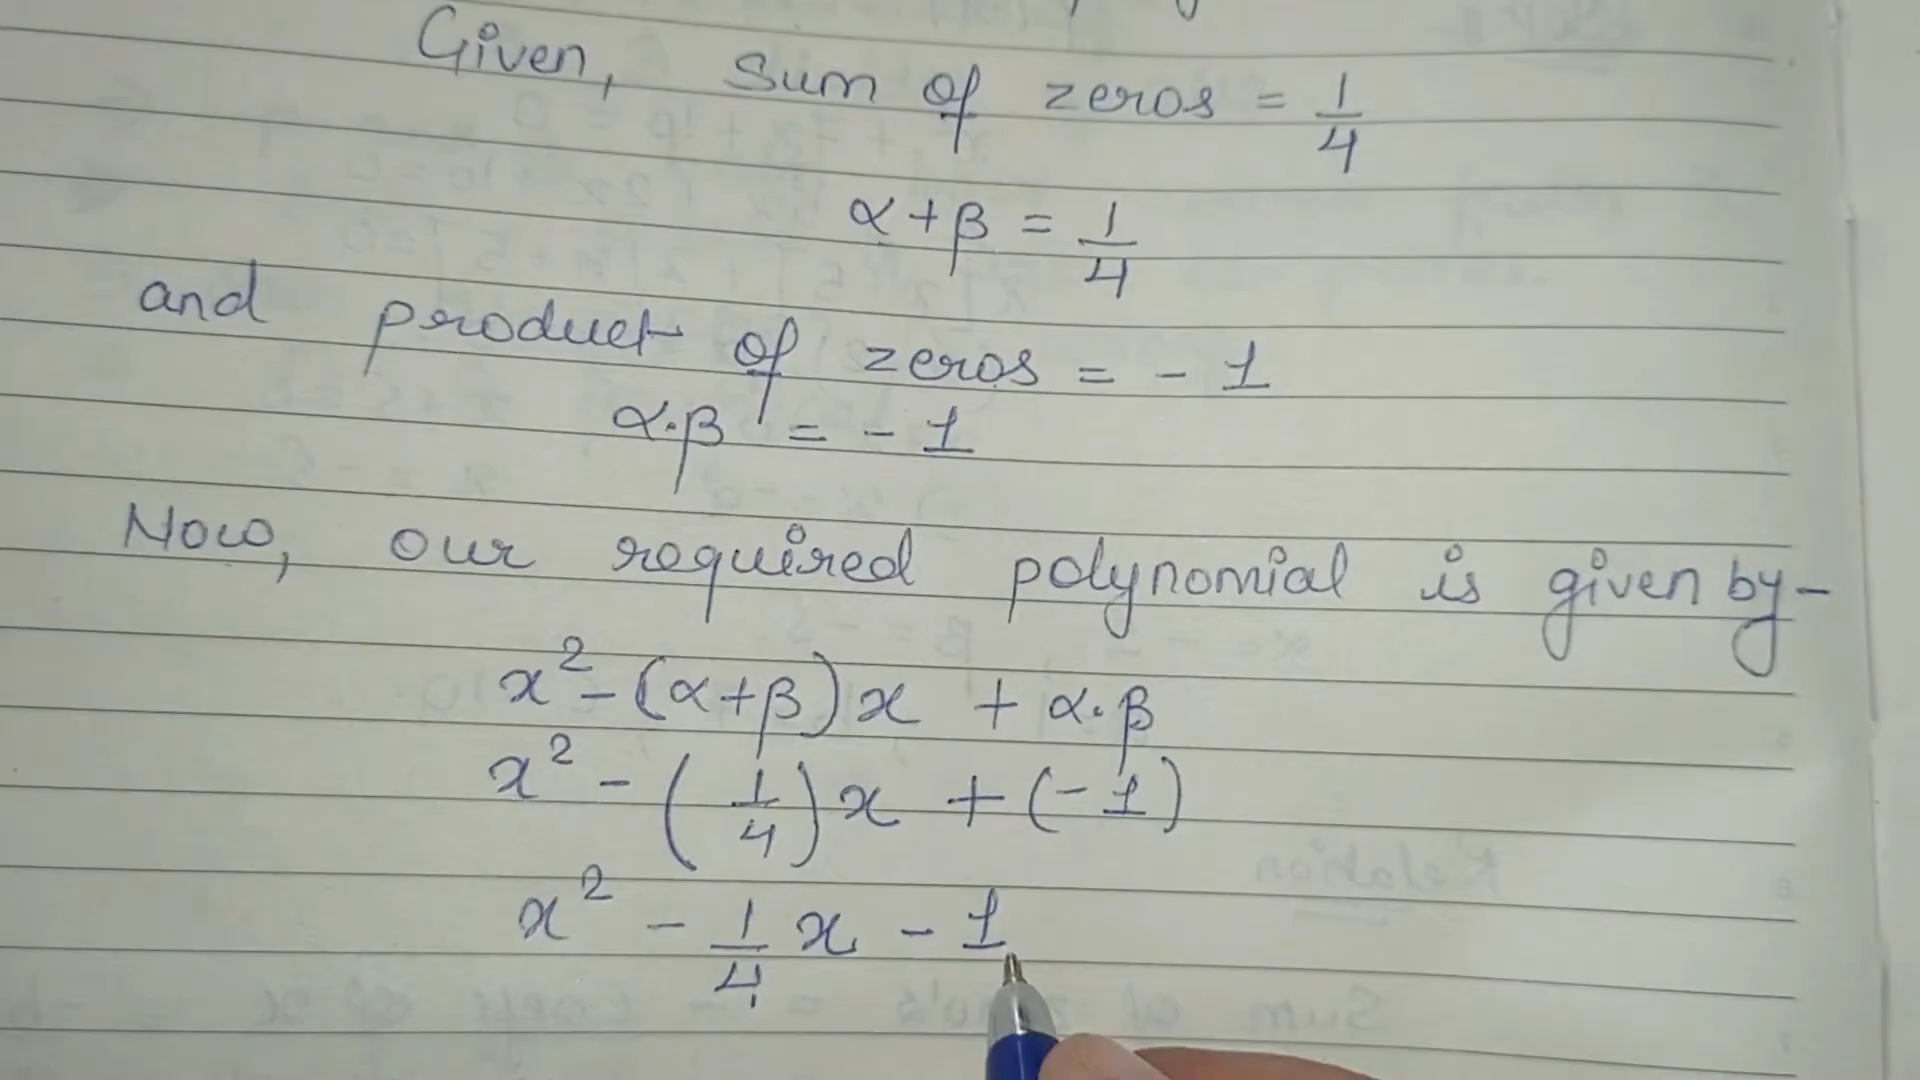 Given, Sum of zeros = 1/4
α + β = 1/4
and product of zeros = - 1
α.β = - 1
Now, our required polynomial is given by-
x² - (α+β)x + α.β
x² - (1/4)x + (-1)
x² - 1/4 x - 1